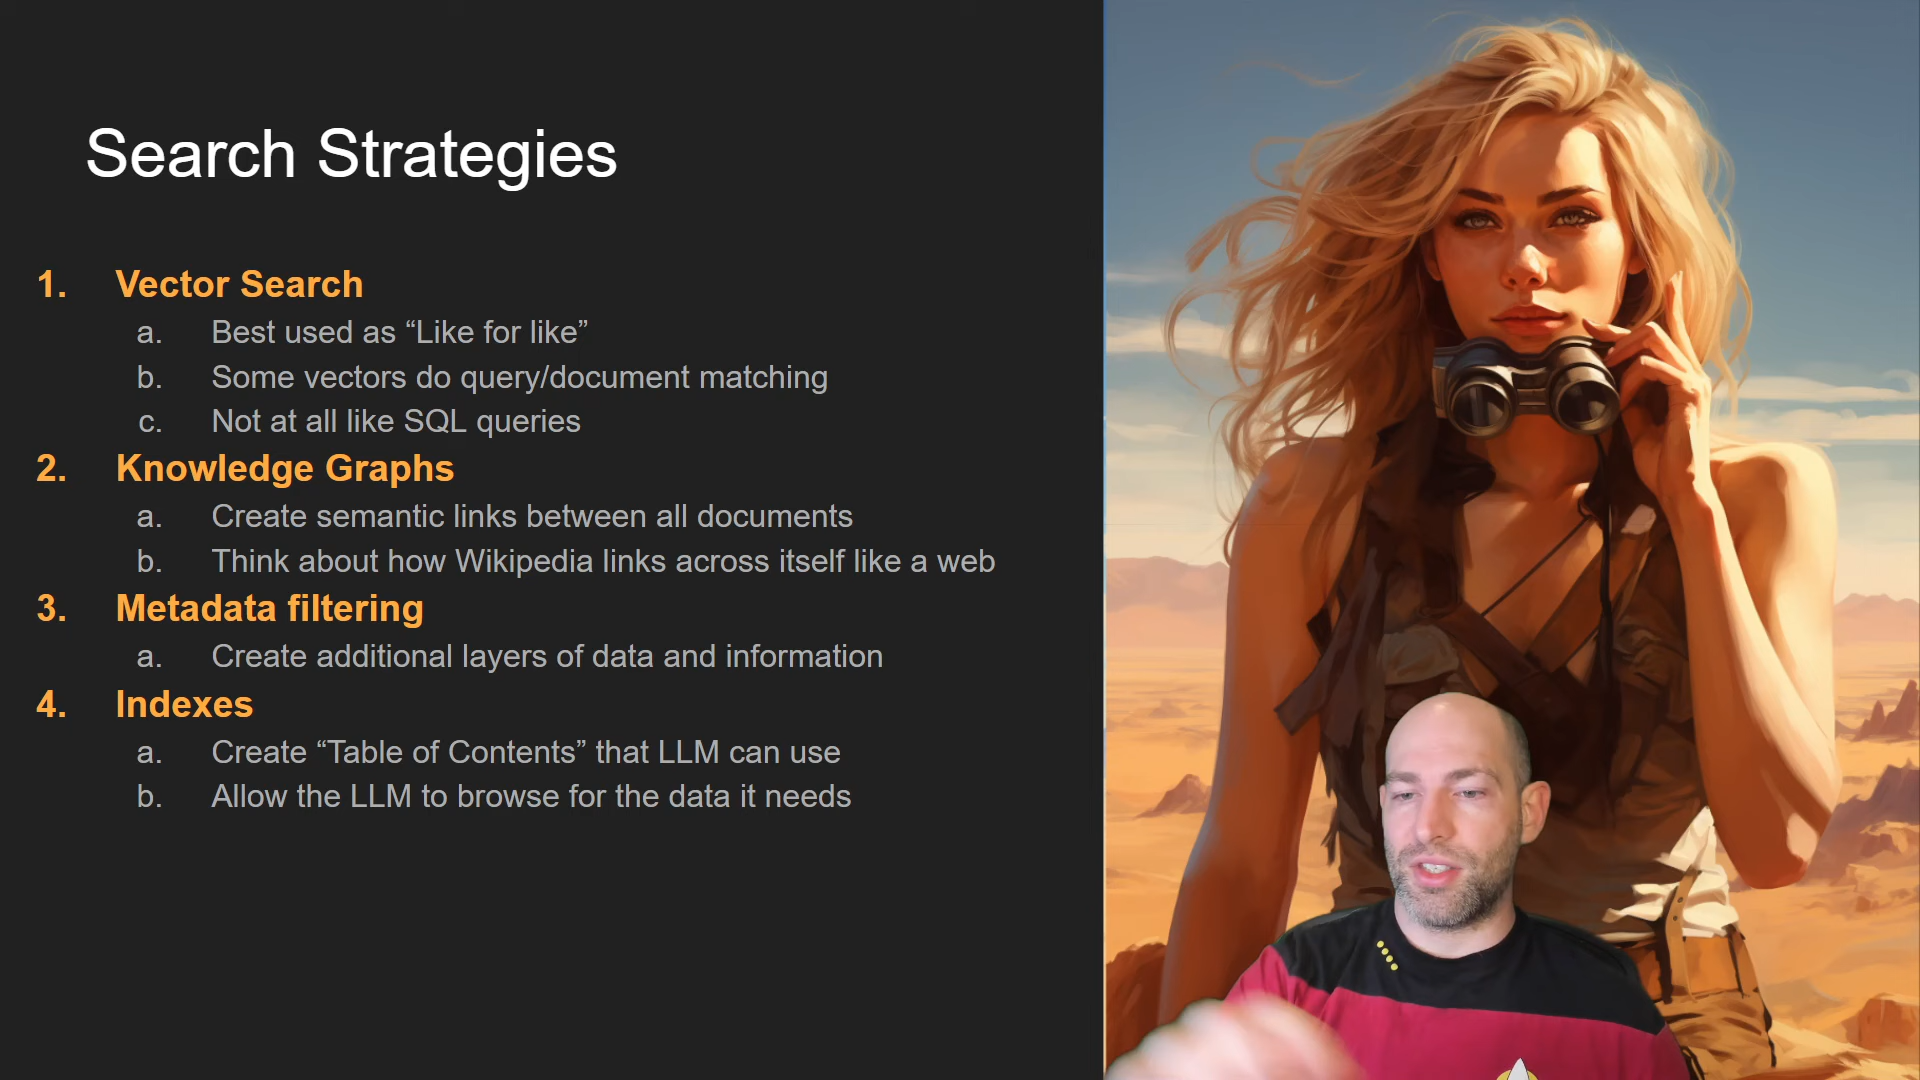 Search Strategies
1. Vector Search
a. Best used as “Like for like”
b. Some vectors do query/document matching
c. Not at all like SQL queries
2. Knowledge Graphs
a. Create semantic links between all documents
b. Think about how Wikipedia links across itself like a web
3. Metadata filtering
a. Create additional layers of data and information
4. Indexes
a. Create “Table of Contents” that LLM can use
b. Allow the LLM to browse for the data it needs